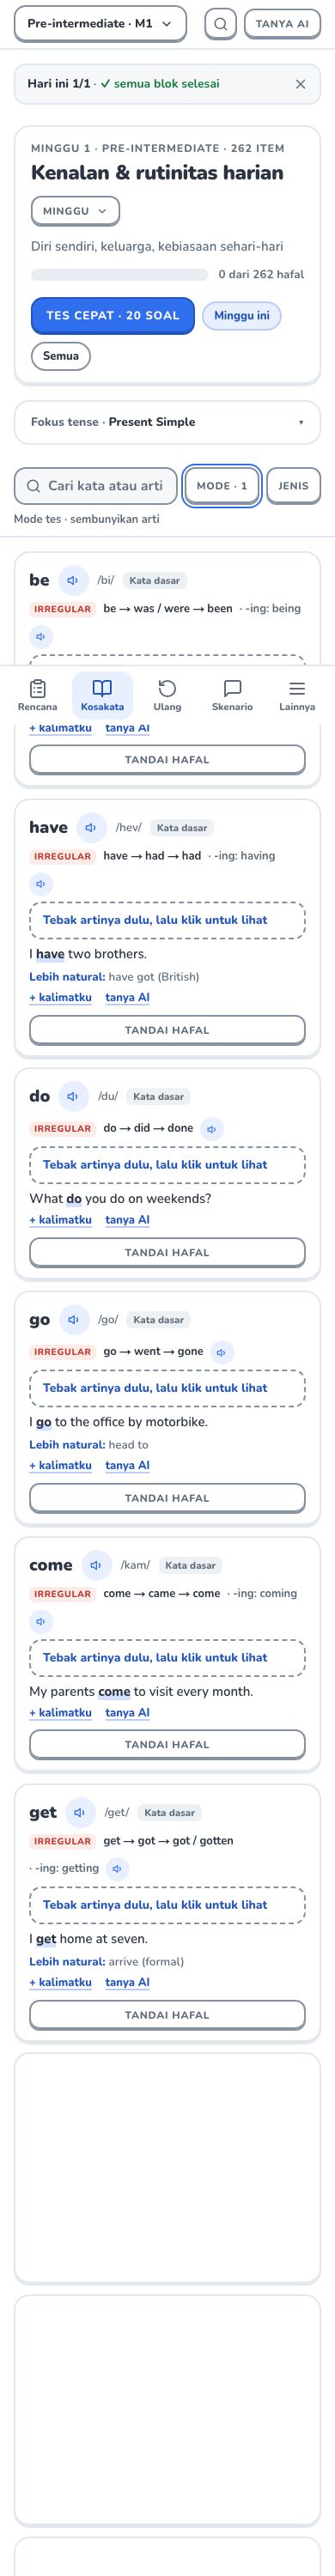 Pre-intermediate · M1
TANYA AI
Hari ini 1/1 · ✓ semua blok selesai
MINGGU 1 · PRE-INTERMEDIATE · 262 ITEM
Kenalan & rutinitas harian
MINGGU
Diri sendiri, keluarga, kebiasaan sehari-hari
0 dari 262 hafal
TES CEPAT · 20 SOAL
Minggu ini
Semua
Fokus tense · Present Simple
Cari kata atau arti
MODE · 1
JENIS
Mode tes · sembunyikan arti
be /bi/ Kata dasar
IRREGULAR be → was / were → been · -ing: being
Rencana
Kosakata
Ulang
Skenario
Lainnya
+ kalimatku tanya AI
TANDAI HAFAL
have /hev/ Kata dasar
IRREGULAR have → had → had · -ing: having
Tebak artinya dulu, lalu klik untuk lihat
I have two brothers.
Lebih natural: have got (British)
+ kalimatku tanya AI
TANDAI HAFAL
do /du/ Kata dasar
IRREGULAR do → did → done
Tebak artinya dulu, lalu klik untuk lihat
What do you do on weekends?
+ kalimatku tanya AI
TANDAI HAFAL
go /go/ Kata dasar
IRREGULAR go → went → gone
Tebak artinya dulu, lalu klik untuk lihat
I go to the office by motorbike.
Lebih natural: head to
+ kalimatku tanya AI
TANDAI HAFAL
come /kam/ Kata dasar
IRREGULAR come → came → come · -ing: coming
Tebak artinya dulu, lalu klik untuk lihat
My parents come to visit every month.
+ kalimatku tanya AI
TANDAI HAFAL
get /get/ Kata dasar
IRREGULAR get → got → got / gotten
· -ing: getting
Tebak artinya dulu, lalu klik untuk lihat
I get home at seven.
Lebih natural: arrive (formal)
+ kalimatku tanya AI
TANDAI HAFAL